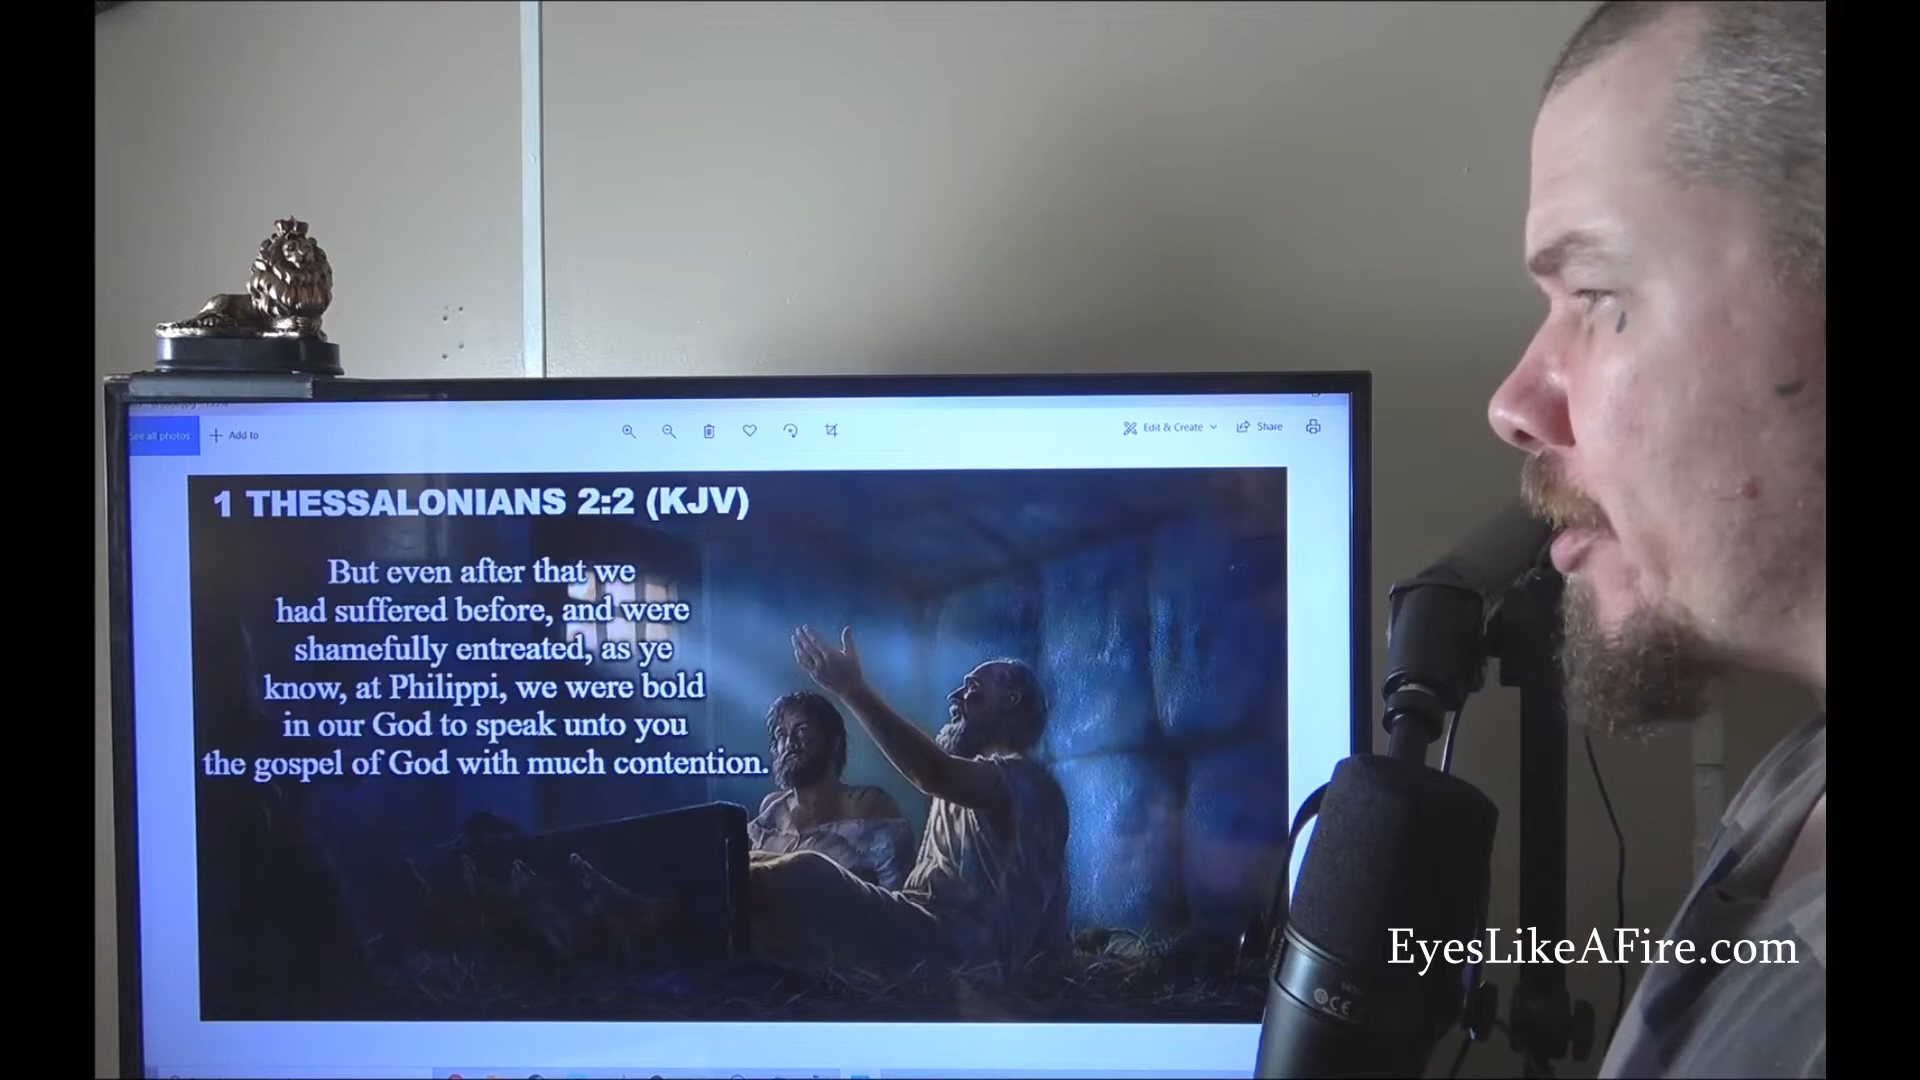 See all photos
Add to
Edit & Create
Share
1 THESSALONIANS 2:2 (KJV)
But even after that we
had suffered before, and were
shamefully entreated, as ye
know, at Philippi, we were bold
in our God to speak unto you
the gospel of God with much contention.
EyesLikeAFire.com
CE